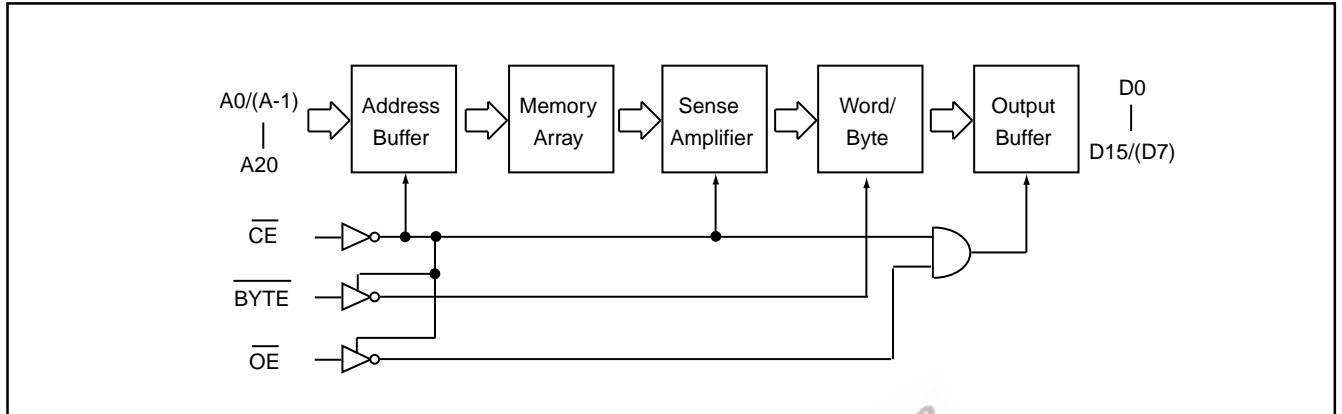 A0/(A-1)
A20
Address
Buffer
Memory
Array
Sense
Amplifier
Word/
Byte
Output
Buffer
D0
D15/(D7)
CE
BYTE
OE